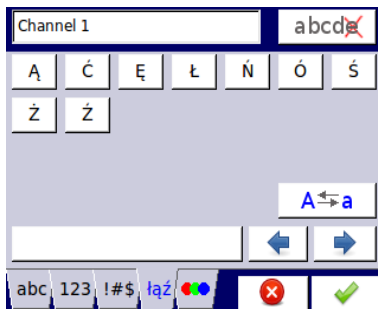 Channel 1 abcde
Ą Ć Ę Ł Ń Ó Ś
Ż Ź
A a
abc 123 !#$ łąź